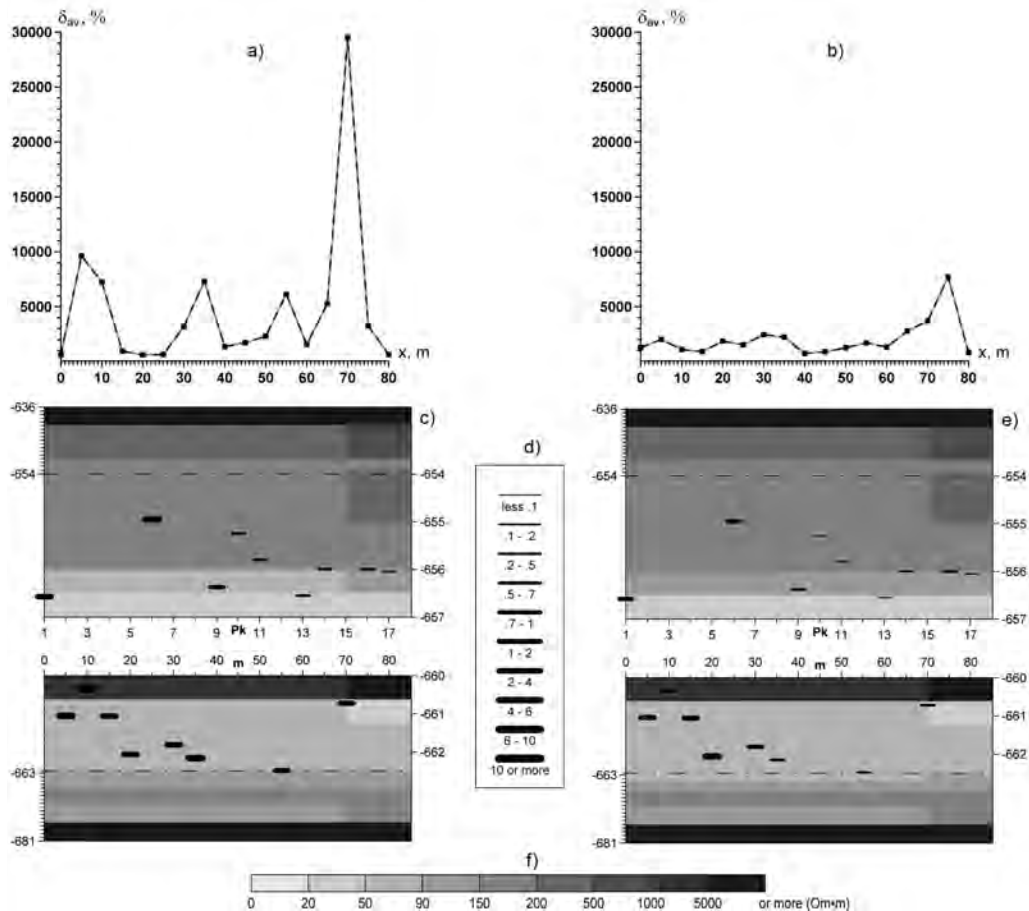 δav, %
a)
30000
25000
20000
15000
10000
5000
0 10 20 30 40 50 60 70 80
x, m
δav, %
b)
30000
25000
20000
15000
10000
5000
0 10 20 30 40 50 60 70 80
x, m
c)
-636
-654 -654
-655
-656
-657 -657
1 3 5 7 9 Pk 11 13 15 17
0 10 20 30 40 m 50 60 70 80
-660 -660
-661
-662
-663
-681
d)
less .1
.1 - .2
.2 - .5
.5 - .7
.7 - 1
1 - 2
2 - 4
4 - 6
6 - 10
10 or more
e)
-636
-654 -654
-655
-656
-657 -657
1 3 5 7 9 Pk 11 13 15 17
0 10 20 30 40 m 50 60 70 80
-660 -660
-661
-662
-663
-681
f)
0 20 50 90 150 200 500 1000 5000 or more (Om•m)